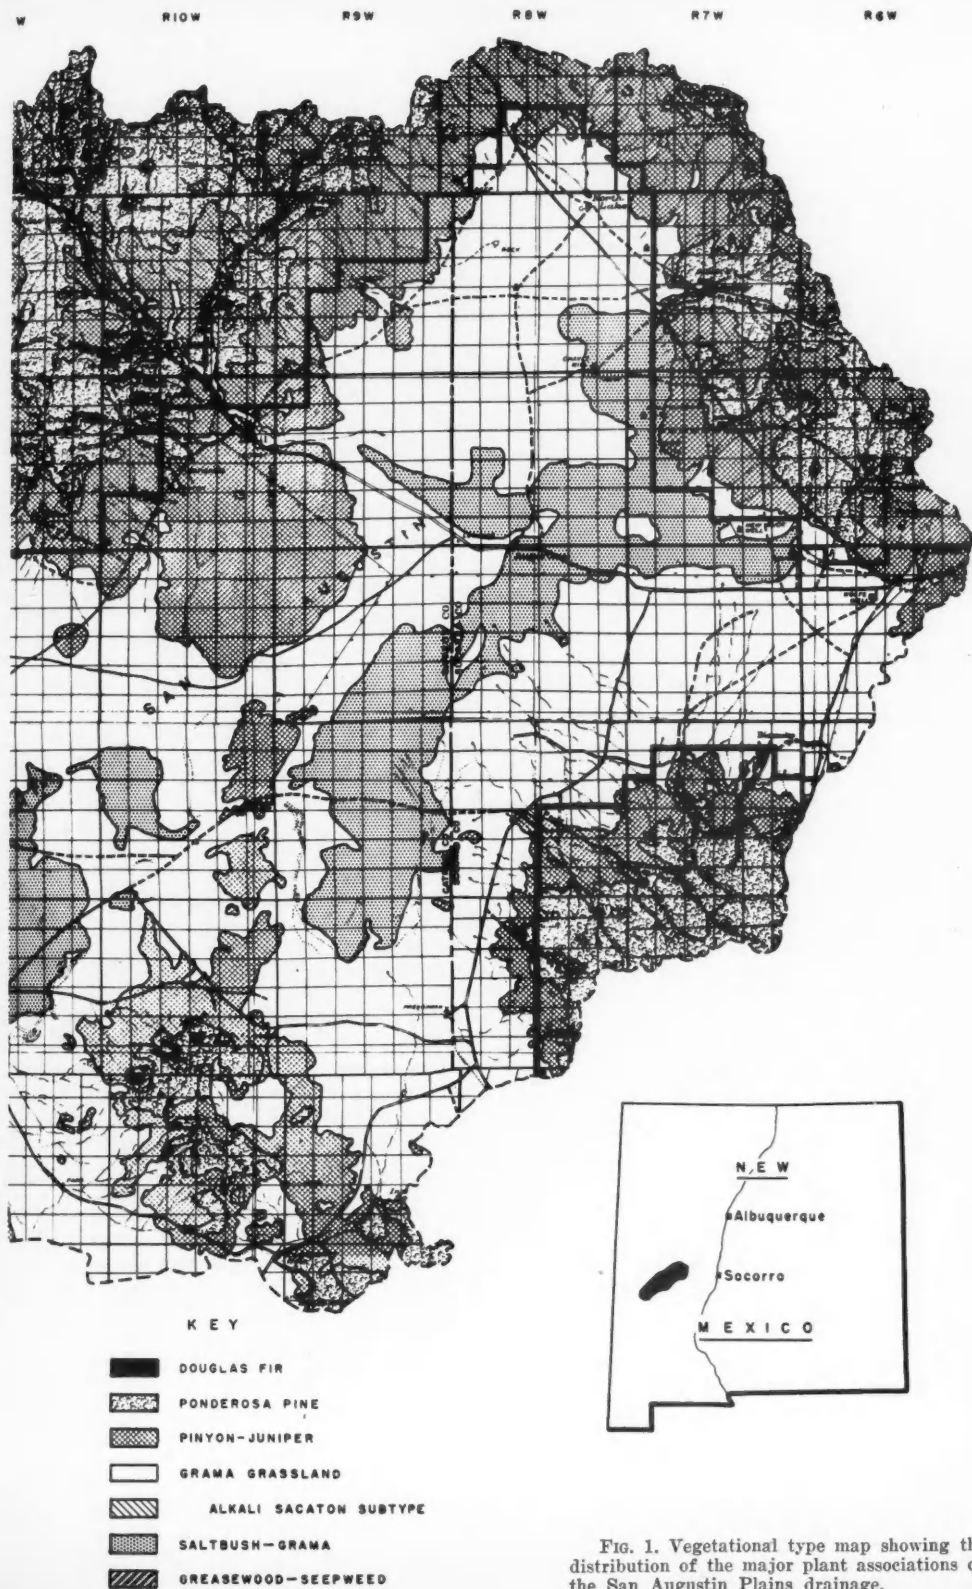 W R10W R9W R8W R7W R6W
North
Lake
SAN
AUGUSTIN
NEW
Albuquerque
Socorro
MEXICO
KEY
DOUGLAS FIR
PONDEROSA PINE
PINYON-JUNIPER
GRAMA GRASSLAND
ALKALI SACATON SUBTYPE
SALTBUSH-GRAMA
GREASEWOOD-SEEPWEED
FIG. 1. Vegetational type map showing th
distribution of the major plant associations o
the San Augustin Plains drainage.